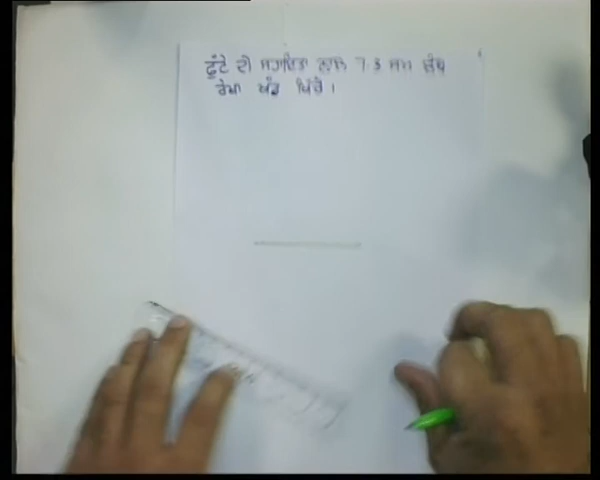 ਫੁੱਟੇ ਦੀ ਸਹਾਇਤਾ ਨਾਲ 7.3 ਸਮ ਲੰਬਾ
ਰੇਖਾ ਖੰਡ ਖਿੱਚੋ।